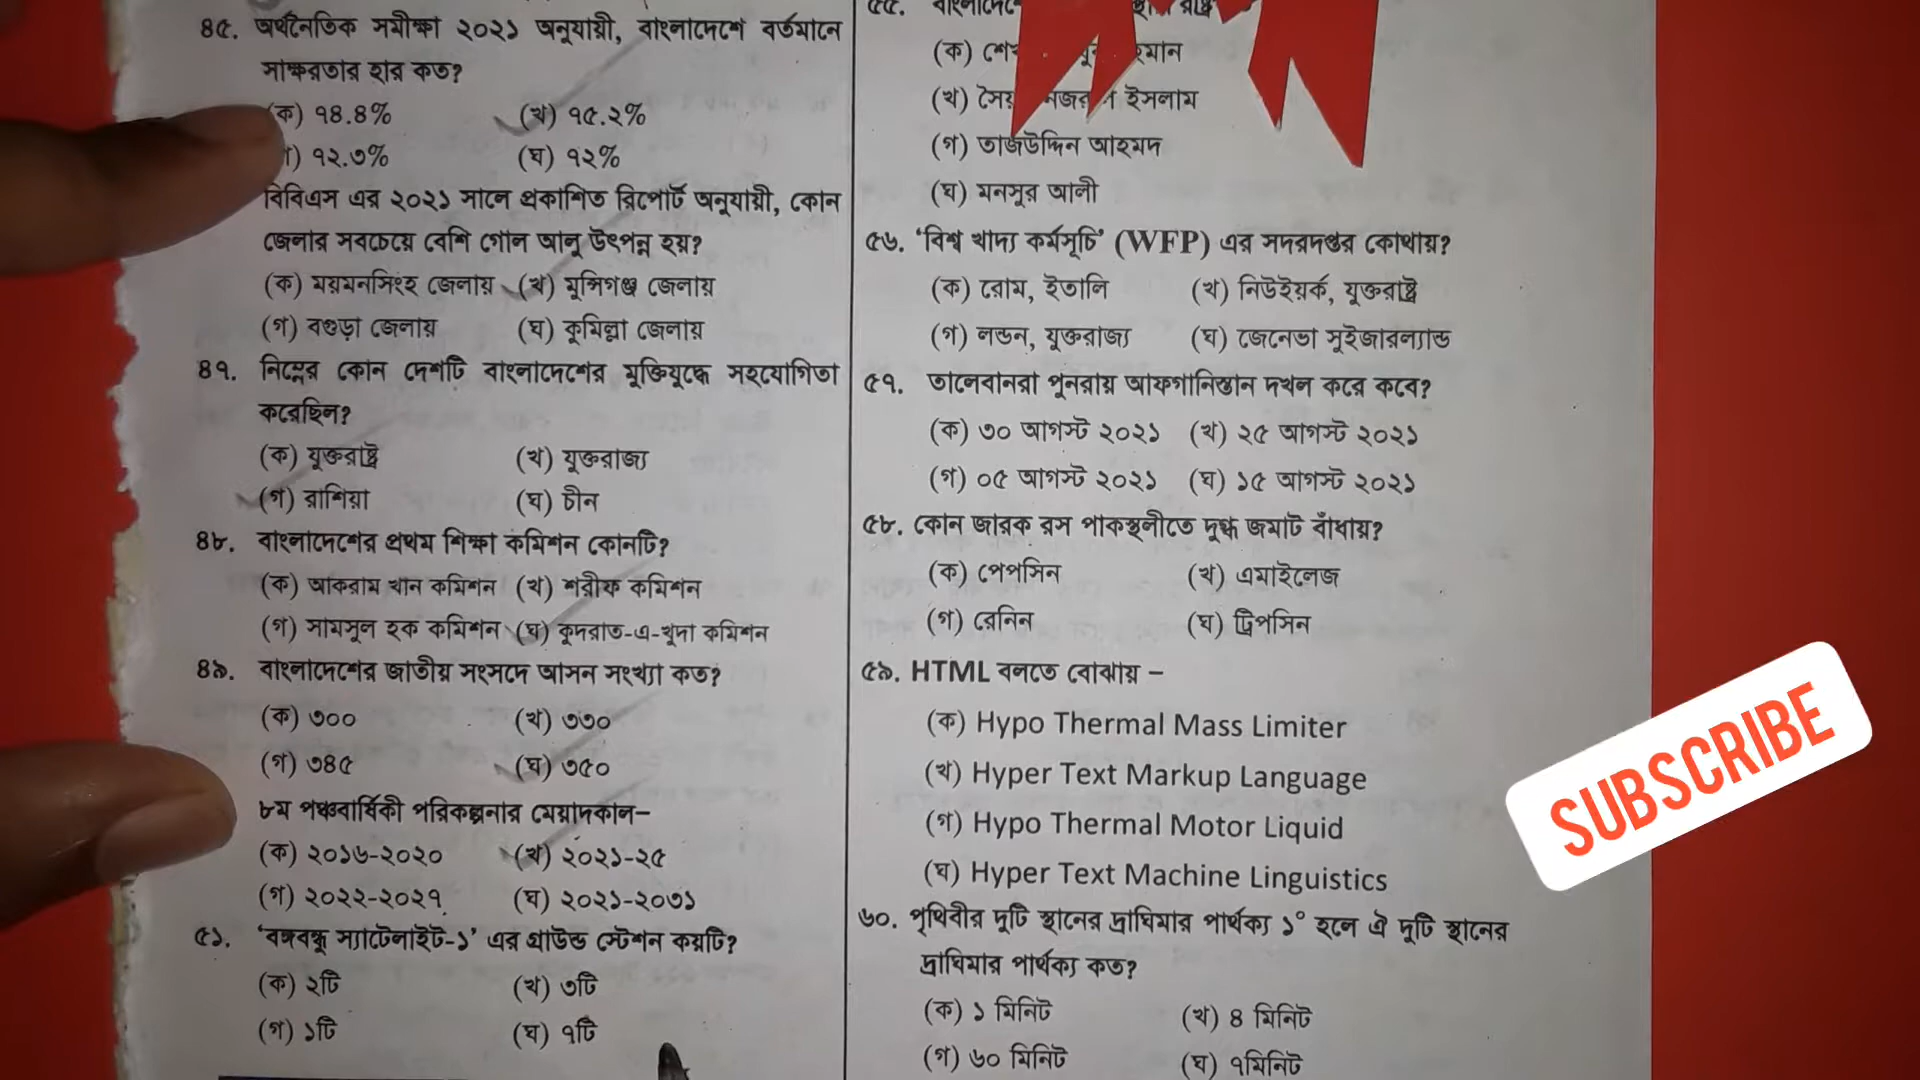 ৪৫. অর্থনৈতিক সমীক্ষা ২০২১ অনুযায়ী, বাংলাদেশে বর্তমানে
সাক্ষরতার হার কত?
(ক) ৭৪.৪% (খ) ৭৫.২%
৭২.৩% (ঘ) ৭২%
বিবিএস এর ২০২১ সালে প্রকাশিত রিপোর্ট অনুযায়ী, কোন
জেলার সবচেয়ে বেশি গোল আলু উৎপন্ন হয়?
(ক) ময়মনসিংহ জেলায় (খ) মুন্সিগঞ্জ জেলায়
(গ) বগুড়া জেলায় (ঘ) কুমিল্লা জেলায়
৪৭. নিম্নের কোন দেশটি বাংলাদেশের মুক্তিযুদ্ধে সহযোগিতা
করেছিল?
(ক) যুক্তরাষ্ট্র (খ) যুক্তরাজ্য
(গ) রাশিয়া (ঘ) চীন
৪৮. বাংলাদেশের প্রথম শিক্ষা কমিশন কোনটি?
(ক) আকরাম খান কমিশন (খ) শরীফ কমিশন
(গ) সামসুল হক কমিশন (ঘ) কুদরাত-এ-খুদা কমিশন
৪৯. বাংলাদেশের জাতীয় সংসদে আসন সংখ্যা কত?
(ক) ৩০০ (খ) ৩৩০
(গ) ৩৪৫ (ঘ) ৩৫০
৮ম পঞ্চবার্ষিকী পরিকল্পনার মেয়াদকাল–
(ক) ২০১৬-২০২০ (খ) ২০২১-২৫
(গ) ২০২২-২০২৭ (ঘ) ২০২১-২০৩১
৫১. ‘বঙ্গবন্ধু স্যাটেলাইট-১’ এর গ্রাউন্ড স্টেশন কয়টি?
(ক) ২টি (খ) ৩টি
(গ) ১টি (ঘ) ৭টি
৫৫.
(ক)
(খ) ইসলাম
(গ) তাজউদ্দিন আহমদ
(ঘ) মনসুর আলী
৫৬. ‘বিশ্ব খাদ্য কর্মসূচি’ (WFP) এর সদরদপ্তর কোথায়?
(ক) রোম, ইতালি (খ) নিউইয়র্ক, যুক্তরাষ্ট্র
(গ) লন্ডন, যুক্তরাজ্য (ঘ) জেনেভা সুইজারল্যান্ড
৫৭. তালেবানরা পুনরায় আফগানিস্তান দখল করে কবে?
(ক) ৩০ আগস্ট ২০২১ (খ) ২৫ আগস্ট ২০২১
(গ) ০৫ আগস্ট ২০২১ (ঘ) ১৫ আগস্ট ২০২১
৫৮. কোন জারক রস পাকস্থলীতে দুগ্ধ জমাট বাঁধায়?
(ক) পেপসিন (খ) এমাইলেজ
(গ) রেনিন (ঘ) ট্রিপসিন
৫৯. HTML বলতে বোঝায় –
(ক) Hypo Thermal Mass Limiter
(খ) Hyper Text Markup Language
(গ) Hypo Thermal Motor Liquid
(ঘ) Hyper Text Machine Linguistics
৬০. পৃথিবীর দুটি স্থানের দ্রাঘিমার পার্থক্য ১° হলে ঐ দুটি স্থানের
দ্রাঘিমার পার্থক্য কত?
(ক) ১ মিনিট (খ) ৪ মিনিট
(গ) ৬০ মিনিট (ঘ) ৭মিনিট
SUBSCRIBE